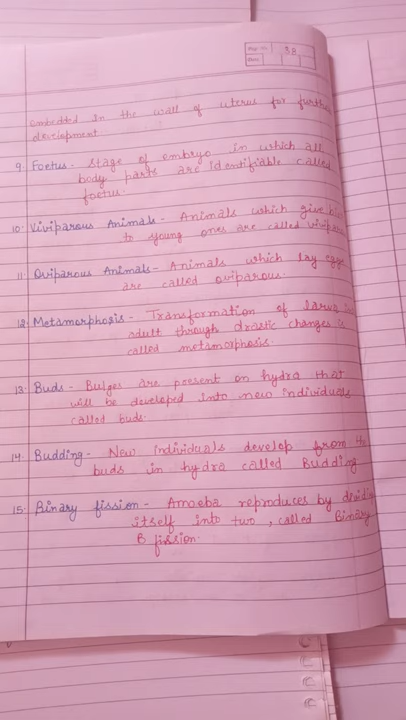 Page No. 38
Date
embedded in the wall of uterus for further
development.
9. Foetus - Stage of embryo in which all
body parts are identifiable called
foetus.
10. Viviparous Animals - Animals which give
to young ones are called
11. Oviparous Animals - Animals which lay eggs
are called oviparous.
12. Metamorphosis - Transformation of larva
adult through drastic changes is
called metamorphosis.
13. Buds - Bulges are present on hydra that
will be developed into new individuals
called buds.
14. Budding - New individuals develop from the
buds in hydra called Budding
15. Binary fission - Amoeba reproduces by
itself into two, called Binary
B fission.